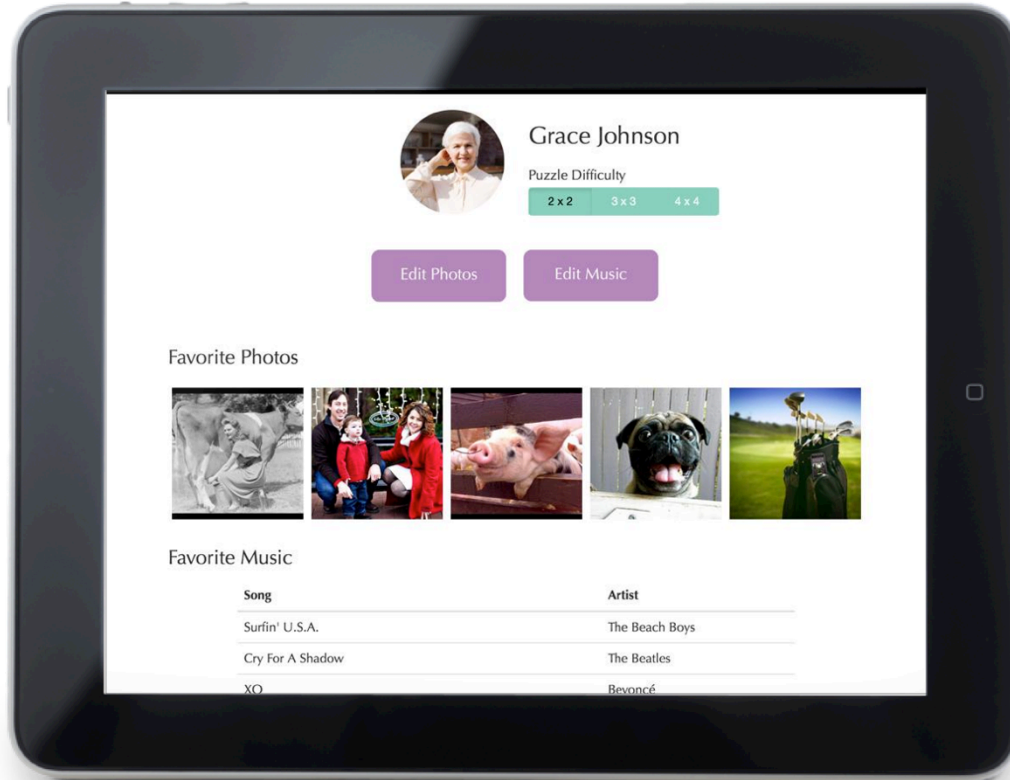 Grace Johnson
Puzzle Difficulty
2 x 2 3 x 3 4 x 4
Edit Photos Edit Music
Favorite Photos
Favorite Music
Song Artist
Surfin' U.S.A. The Beach Boys
Cry For A Shadow The Beatles
XO Beyoncé